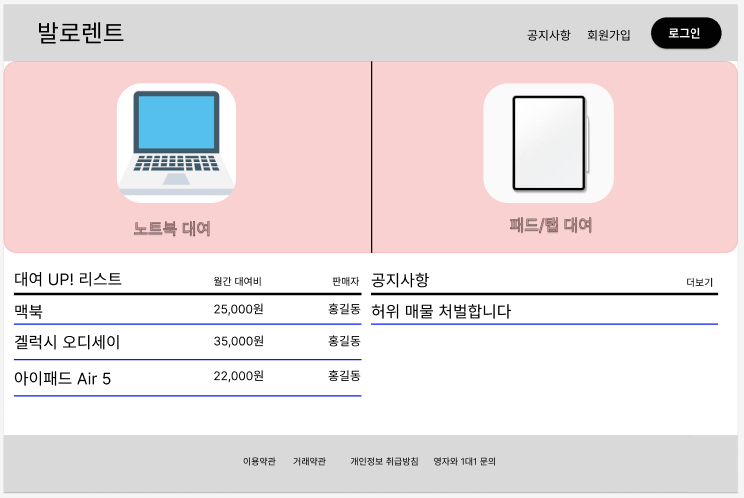 발로렌트
공지사항 회원가입 로그인
노트북 대여
패드/탭 대여
대여 UP! 리스트 월간 대여비 판매자
맥북 25,000원 홍길동
겔럭시 오디세이 35,000원 홍길동
아이패드 Air 5 22,000원 홍길동
공지사항 더보기
허위 매물 처벌합니다
이용약관 거래약관 개인정보 취급방침 영자와 1대1 문의